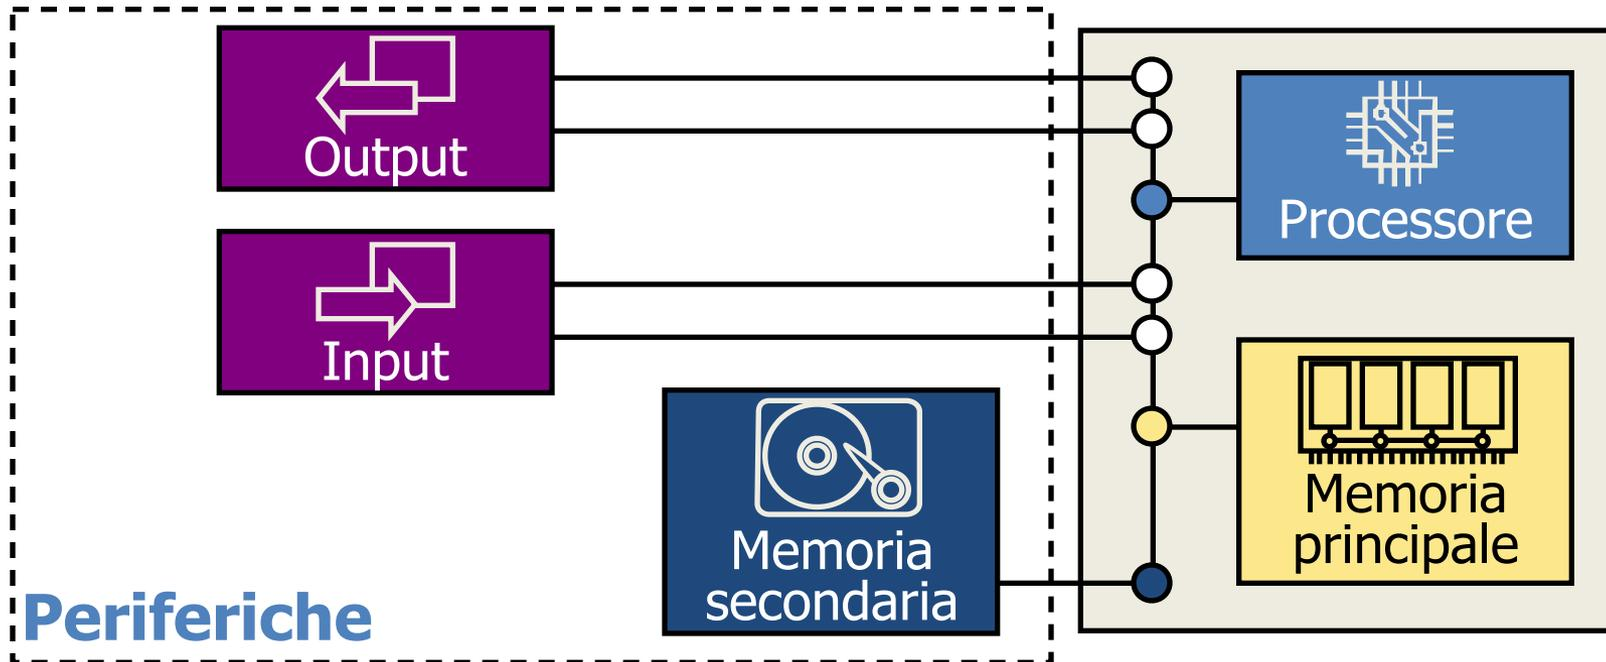 Output
Processore
Input
Memoria
principale
Memoria
secondaria
Periferiche